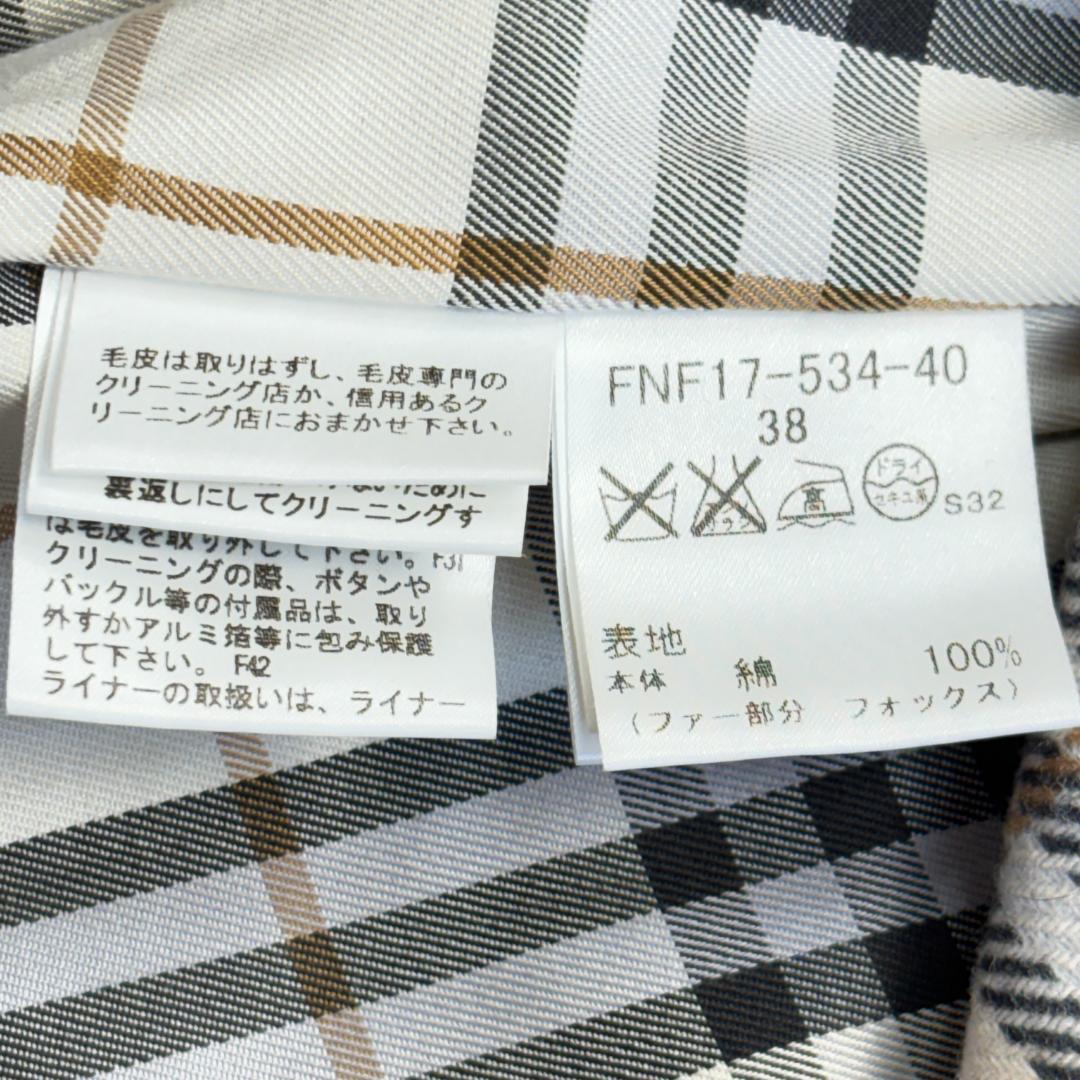 毛皮は取りはずし、毛皮専門の
クリーニング店か、信用あるク
リーニング店におまかせ下さい。
ないために
裏返しにしてクリーニングす
は毛皮を取り外して下さい。F31
クリーニングの際、ボタンや
バックル等の付属品は、取り
外すかアルミ箔等に包み保護
して下さい。 F42
ライナーの取扱いは、ライナー
FNF17-534-40
38
高
ドライ
セキユ系
S32
表地
本体 綿 100%
(ファー部分 フォックス)